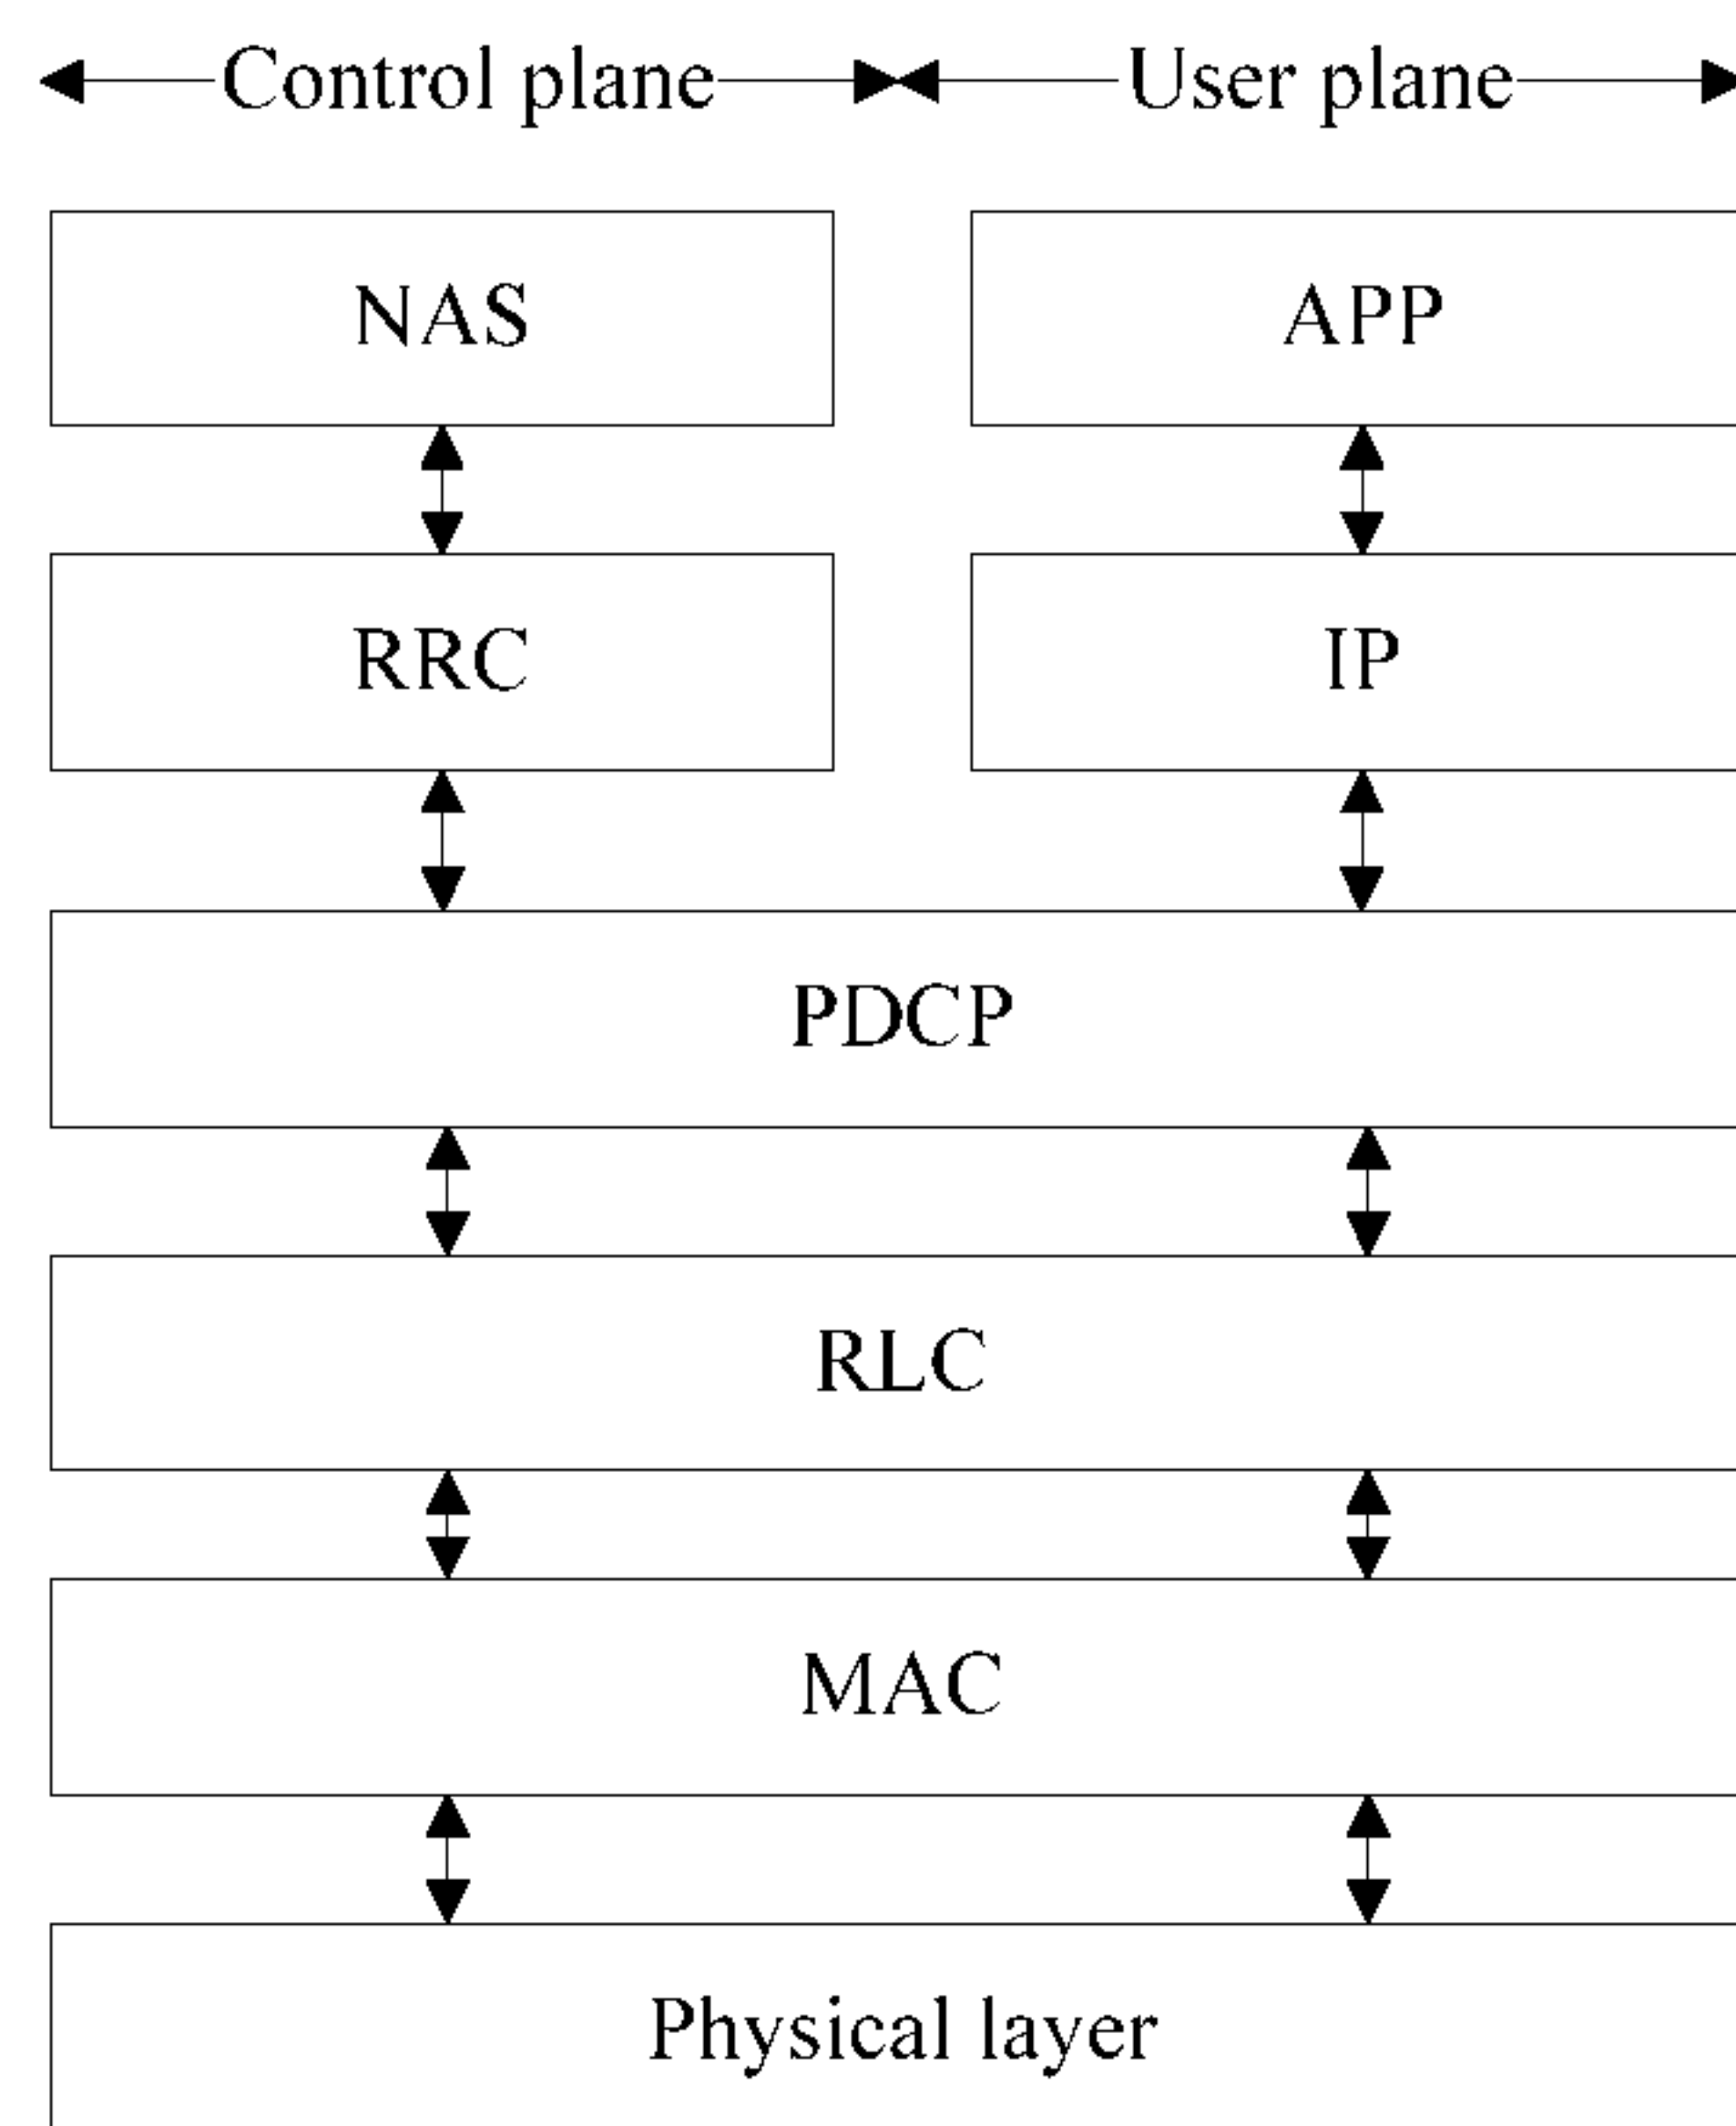 Control plane User plane
NAS APP
RRC IP
PDCP
RLC
MAC
Physical layer